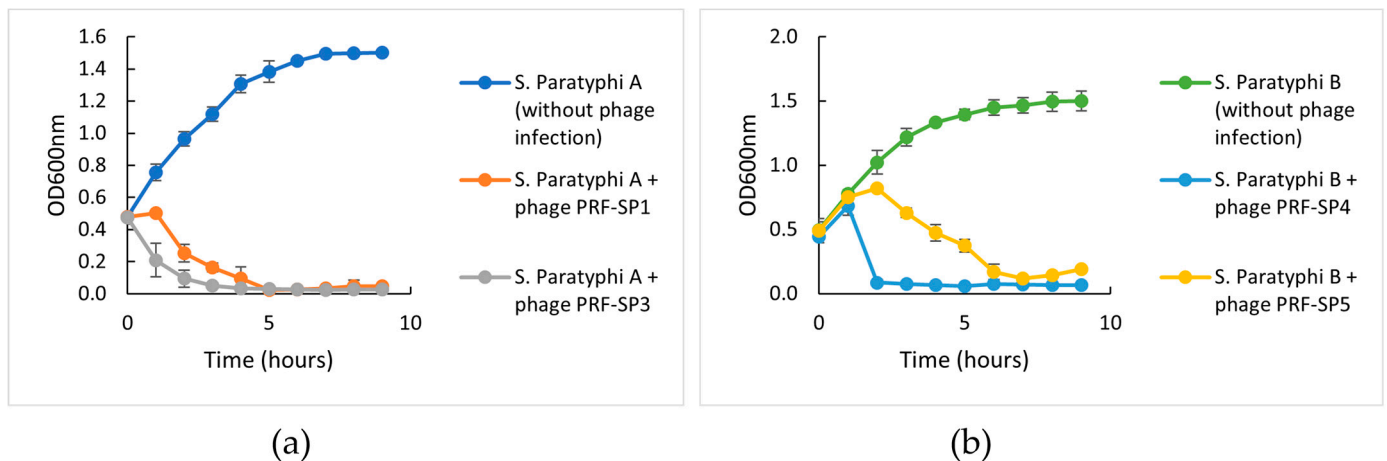 1.6
1.4
1.2
1.0
0.8
0.6
0.4
0.2
0.0
OD600nm
0 5 10
Time (hours)
S. Paratyphi A
(without phage
infection)
S. Paratyphi A +
phage PRF-SP1
S. Paratyphi A +
phage PRF-SP3
(a)
2.0
1.5
1.0
0.5
0.0
OD600nm
0 5 10
Time (hours)
S. Paratyphi B
(without phage
infection)
S. Paratyphi B +
phage PRF-SP4
S. Paratyphi B +
phage PRF-SP5
(b)